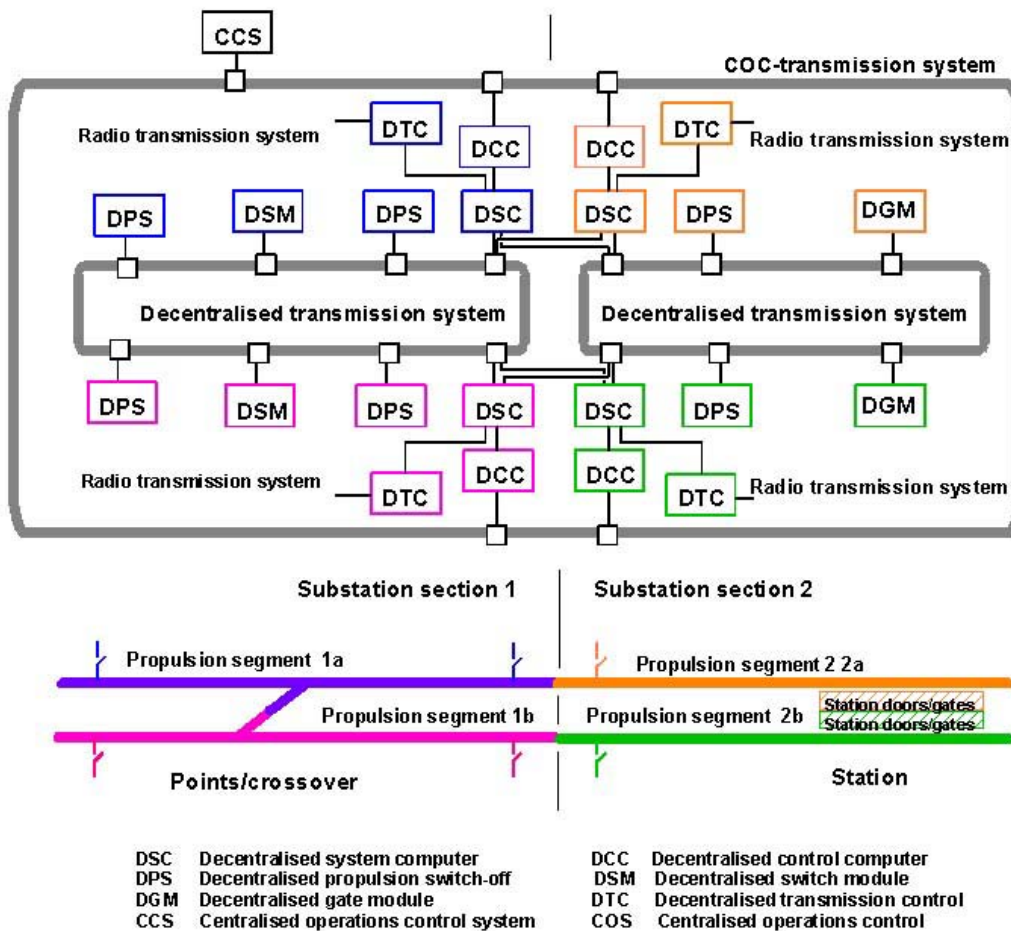 CCS
COC-transmission system
Radio transmission system
DTC
DCC
DCC
DTC
Radio transmission system
DPS
DSM
DPS
DSC
DSC
DPS
DGM
Decentralised transmission system
Decentralised transmission system
DPS
DSM
DPS
DSC
DSC
DPS
DGM
Radio transmission system
DTC
DCC
DCC
DTC
Radio transmission system
Substation section 1
Substation section 2
Propulsion segment 1a
Propulsion segment 2 2a
Propulsion segment 1b
Propulsion segment 2b
Station doors/gates
Station doors/gates
Points/crossover
Station
DSC Decentralised system computer
DPS Decentralised propulsion switch-off
DGM Decentralised gate module
CCS Centralised operations control system
DCC Decentralised control computer
DSM Decentralised switch module
DTC Decentralised transmission control
COS Centralised operations control